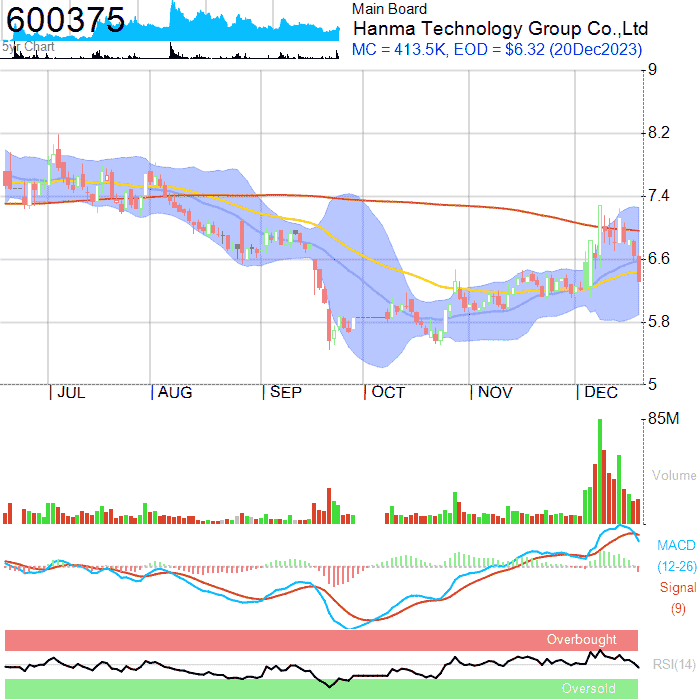 600375
5yr Chart
Main Board
Hanma Technology Group Co.,Ltd
MC = 413.5K, EOD = $6.32 (20Dec2023)
9
8.2
7.4
6.6
5.8
5
JUL AUG SEP OCT NOV DEC
85M
Volume
MACD
(12-26)
Signal
(9)
Overbought
RSI(14)
Oversold